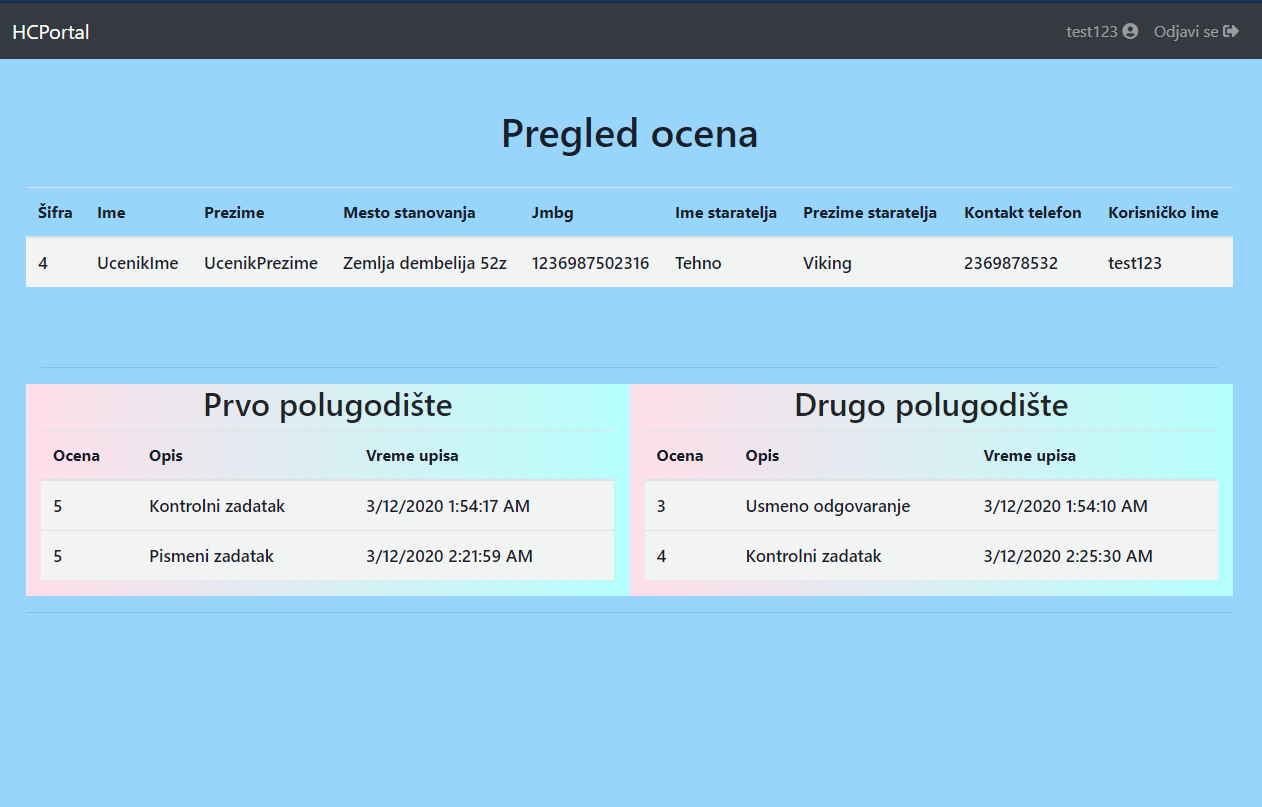 HCPortal test123 Odjavi se
Pregled ocena
Šifra Ime Prezime Mesto stanovanja Jmbg Ime staratelja Prezime staratelja Kontakt telefon Korisničko ime
4 UcenikIme UcenikPrezime Zemlja dembelija 52z 1236987502316 Tehno Viking 2369878532 test123
Prvo polugodište
Ocena Opis Vreme upisa
5 Kontrolni zadatak 3/12/2020 1:54:17 AM
5 Pismeni zadatak 3/12/2020 2:21:59 AM
Drugo polugodište
Ocena Opis Vreme upisa
3 Usmeno odgovaranje 3/12/2020 1:54:10 AM
4 Kontrolni zadatak 3/12/2020 2:25:30 AM